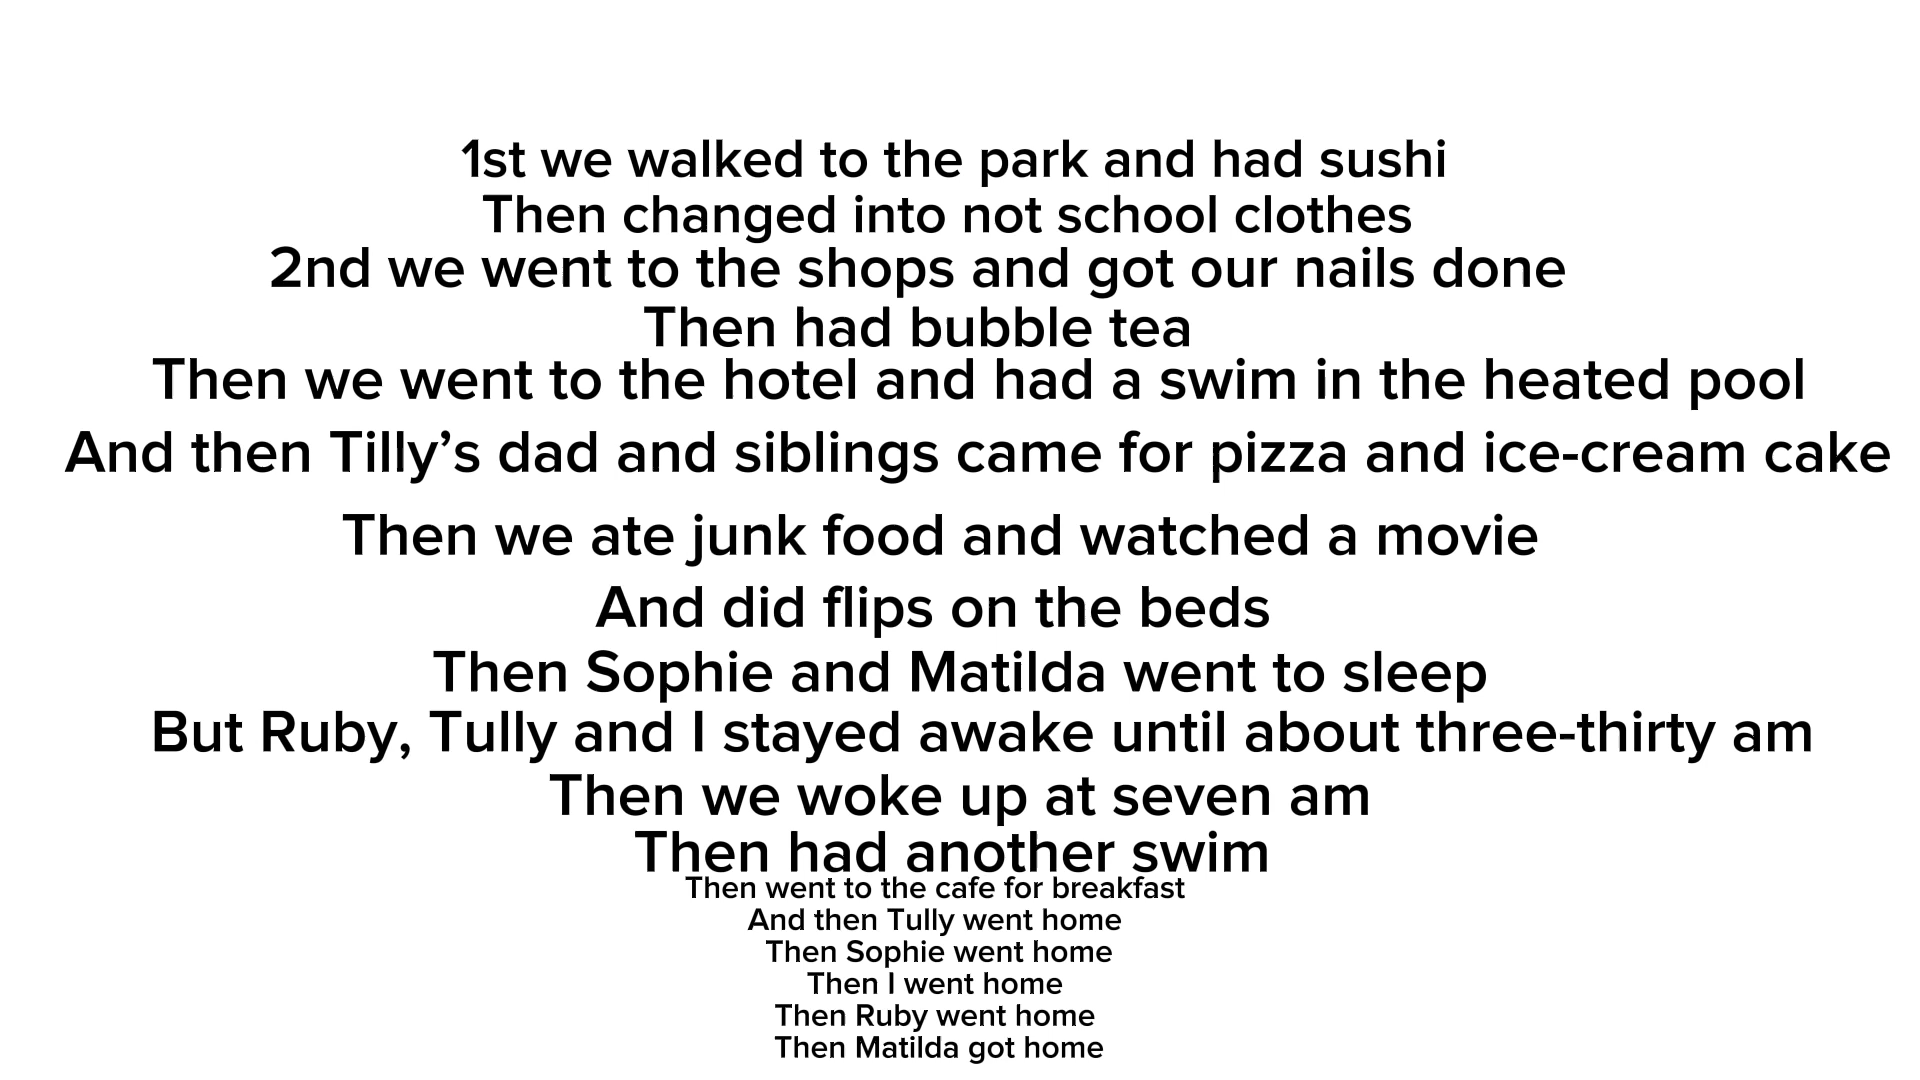 1st we walked to the park and had sushi
Then changed into not school clothes
2nd we went to the shops and got our nails done
Then had bubble tea
Then we went to the hotel and had a swim in the heated pool
And then Tilly’s dad and siblings came for pizza and ice-cream cake
Then we ate junk food and watched a movie
And did flips on the beds
Then Sophie and Matilda went to sleep
But Ruby, Tully and I stayed awake until about three-thirty am
Then we woke up at seven am
Then had another swim
Then went to the cafe for breakfast
And then Tully went home
Then Sophie went home
Then I went home
Then Ruby went home
Then Matilda got home